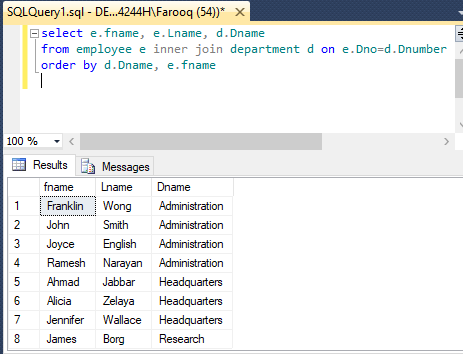 SQLQuery1.sql - DE...4244H\Farooq (54))*
select e.fname, e.Lname, d.Dname
from employee e inner join department d on e.Dno=d.Dnumber
order by d.Dname, e.fname
100 %
Results Messages
fname Lname Dname
1 Franklin Wong Administration
2 John Smith Administration
3 Joyce English Administration
4 Ramesh Narayan Administration
5 Ahmad Jabbar Headquarters
6 Alicia Zelaya Headquarters
7 Jennifer Wallace Headquarters
8 James Borg Research